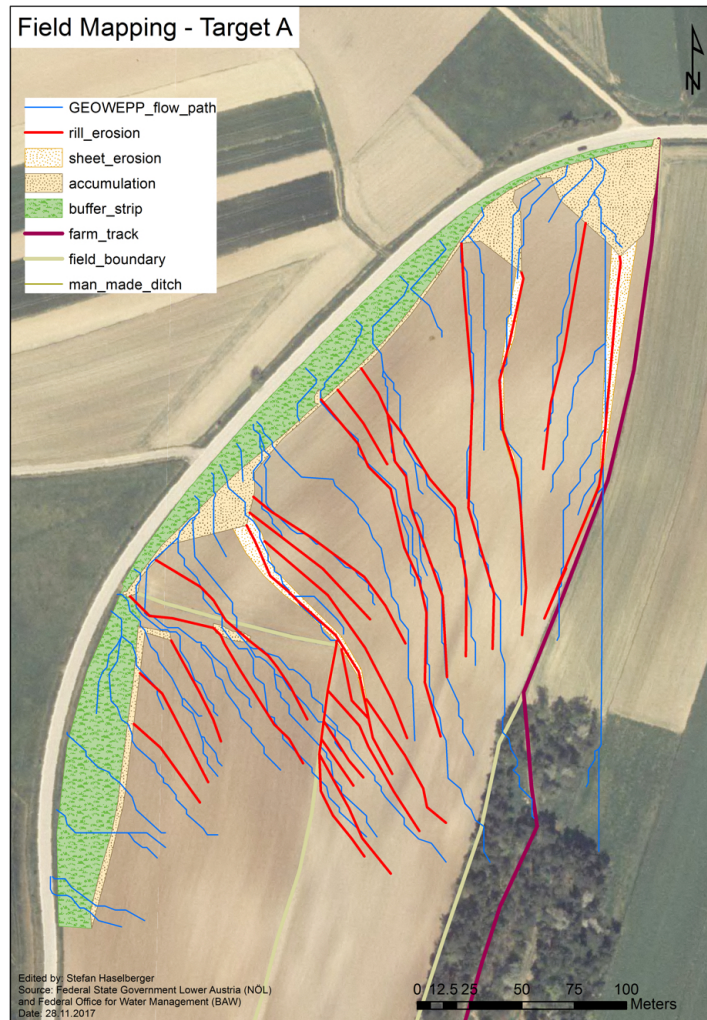 Field Mapping - Target A
N
GEOWEPP_flow_path
rill_erosion
sheet_erosion
accumulation
buffer_strip
farm_track
field_boundary
man_made_ditch
Edited by: Stefan Haselberger
Source: Federal State Government Lower Austria (NÖL)
and Federal Office for Water Management (BAW)
Date: 28.11.2017
0 12.5 25 50 75 100
Meters